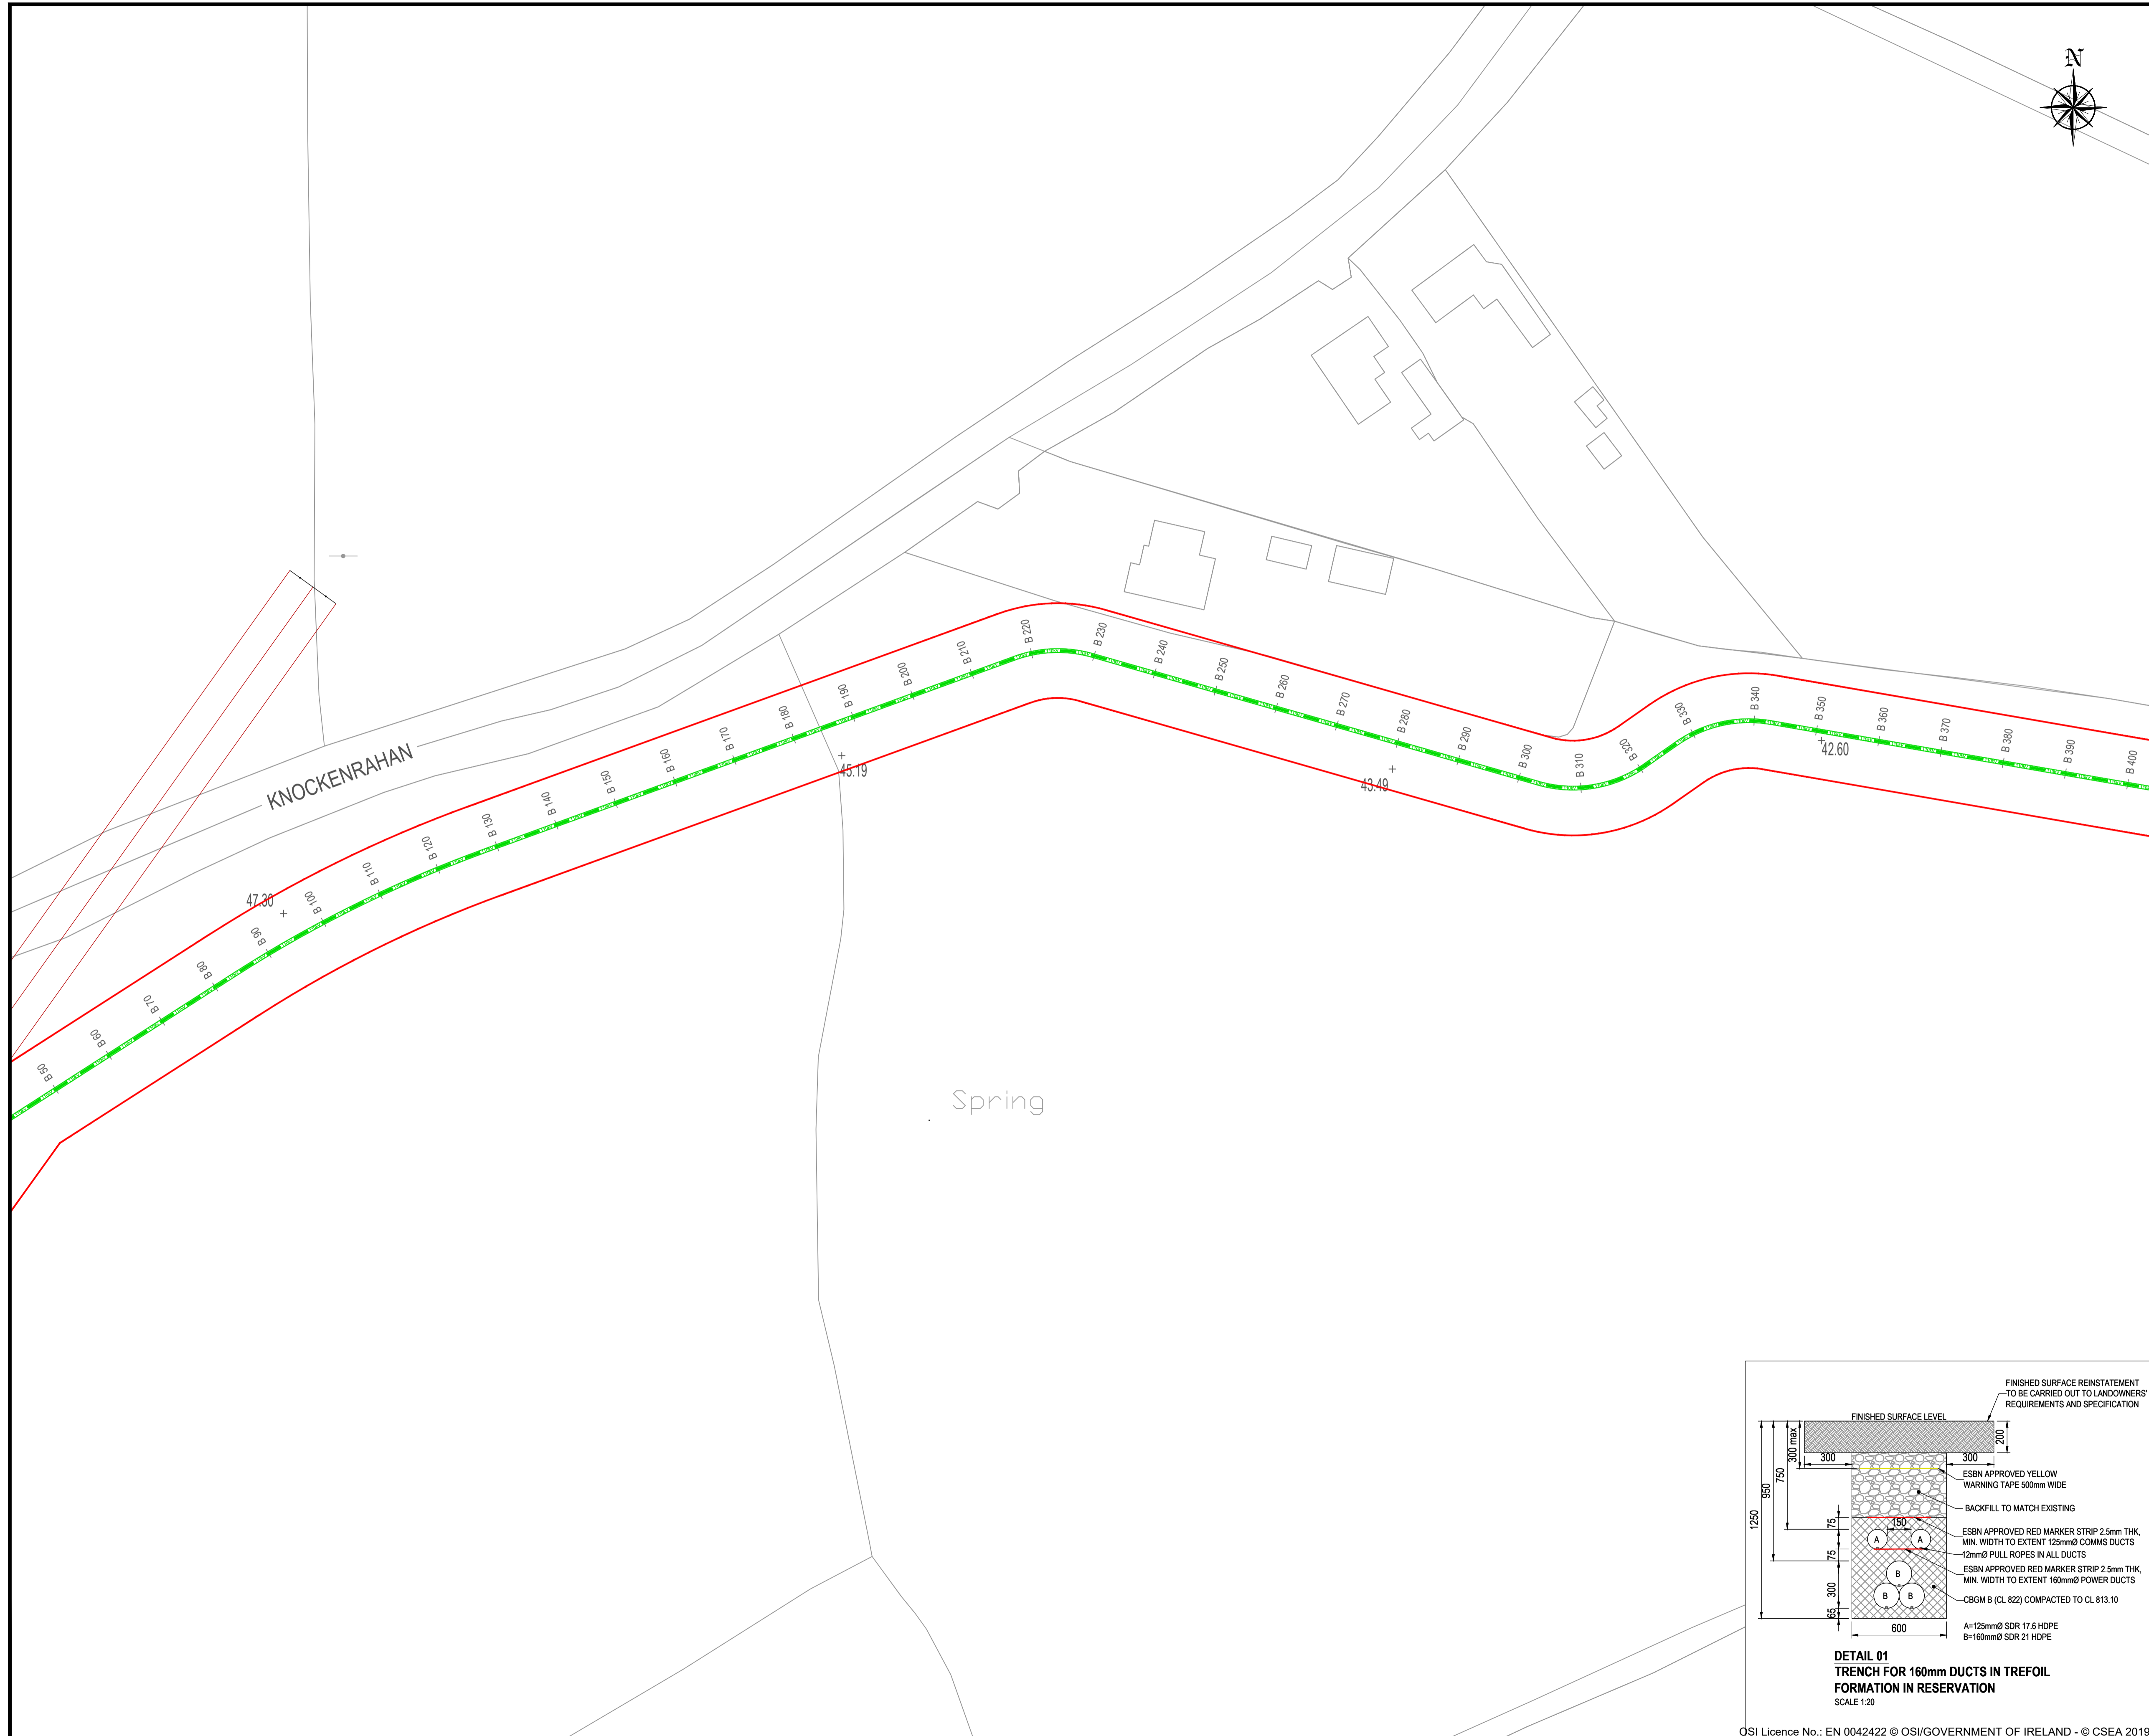 N
B 220
B 230
B 240
B 250
B 210
B 200
B 190
B 180
B 170
B 160
B 150
B 140
B 130
B 120
B 110
B 100
B 90
B 80
B 70
B 60
B 50
B 260
B 270
B 280
B 290
B 300
B 310
B 320
B 330
B 340
B 350
B 360
B 370
B 380
B 390
B 400
KNOCKENRAHAN
47.30
45.19
43.49
42.60
Spring
FINISHED SURFACE REINSTATEMENT
TO BE CARRIED OUT TO LANDOWNERS'
REQUIREMENTS AND SPECIFICATION
FINISHED SURFACE LEVEL
300 max
200
300
300
750
950
1250
ESBN APPROVED YELLOW
WARNING TAPE 500mm WIDE
BACKFILL TO MATCH EXISTING
75
150
ESBN APPROVED RED MARKER STRIP 2.5mm THK,
MIN. WIDTH TO EXTENT 125mmØ COMMS DUCTS
A
A
12mmØ PULL ROPES IN ALL DUCTS
75
ESBN APPROVED RED MARKER STRIP 2.5mm THK,
MIN. WIDTH TO EXTENT 160mmØ POWER DUCTS
B
300
B
B
CBGM B (CL 822) COMPACTED TO CL 813.10
65
600
A=125mmØ SDR 17.6 HDPE
B=160mmØ SDR 21 HDPE
DETAIL 01
TRENCH FOR 160mm DUCTS IN TREFOIL
FORMATION IN RESERVATION
SCALE 1:20
OSI Licence No.: EN 0042422 © OSI/GOVERNMENT OF IRELAND - © CSEA 2019